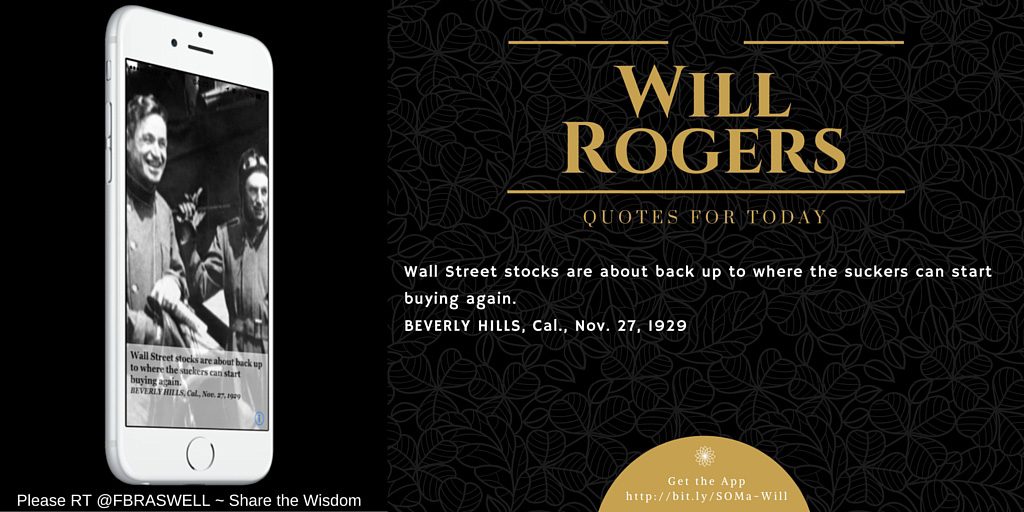 Wall Street stocks are about back up
to where the suckers can start
buying again.
BEVERLY HILLS, Cal., Nov. 27, 1929
Please RT @FBRASWELL ~ Share the Wisdom
WILL
ROGERS
QUOTES FOR TODAY
Wall Street stocks are about back up to where the suckers can start
buying again.
BEVERLY HILLS, Cal., Nov. 27, 1929
Get the App
http://bit.ly/SOMa-Will